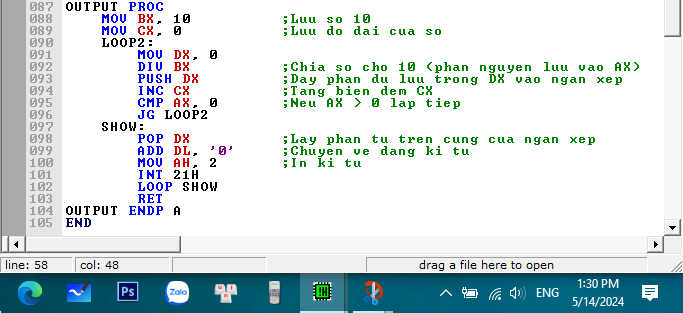 087 OUTPUT PROC
088 MOV BX, 10 ;Luu so 10
089 MOV CX, 0 ;Luu do dai cua so
090 LOOP2:
091 MOV DX, 0
092 DIV BX ;Chia so cho 10 (phan nguyen luu vao AX)
093 PUSH DX ;Day phan du luu trong DX vao ngan xep
094 INC CX ;Tang bien dem CX
095 CMP AX, 0 ;Neu AX > 0 lap tiep
096 JG LOOP2
097 SHOW:
098 POP DX ;Lay phan tu tren cung cua ngan xep
099 ADD DL, '0' ;Chuyen ve dang ki tu
100 MOV AH, 2 ;In ki tu
101 INT 21H
102 LOOP SHOW
103 RET
104 OUTPUT ENDP A
105 END
line: 58 col: 48 drag a file here to open
Ps Zalo ENG 1:30 PM
5/14/2024